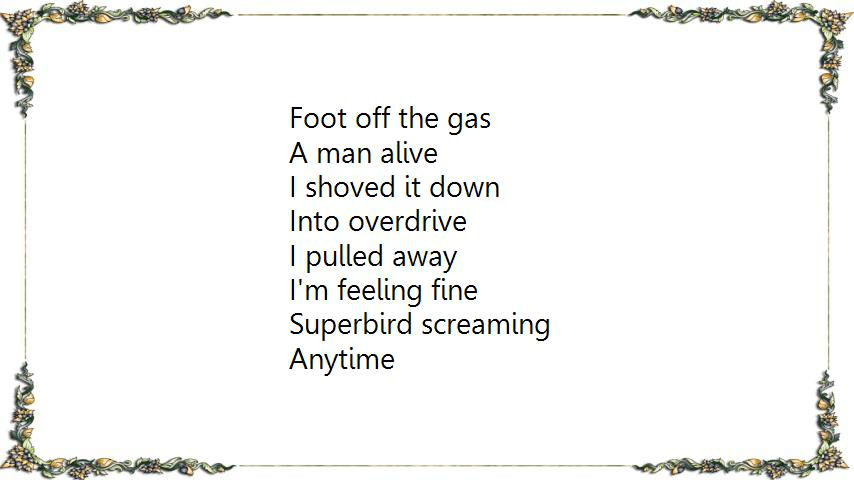 Foot off the gas
A man alive
I shoved it down
Into overdrive
I pulled away
I'm feeling fine
Superbird screaming
Anytime